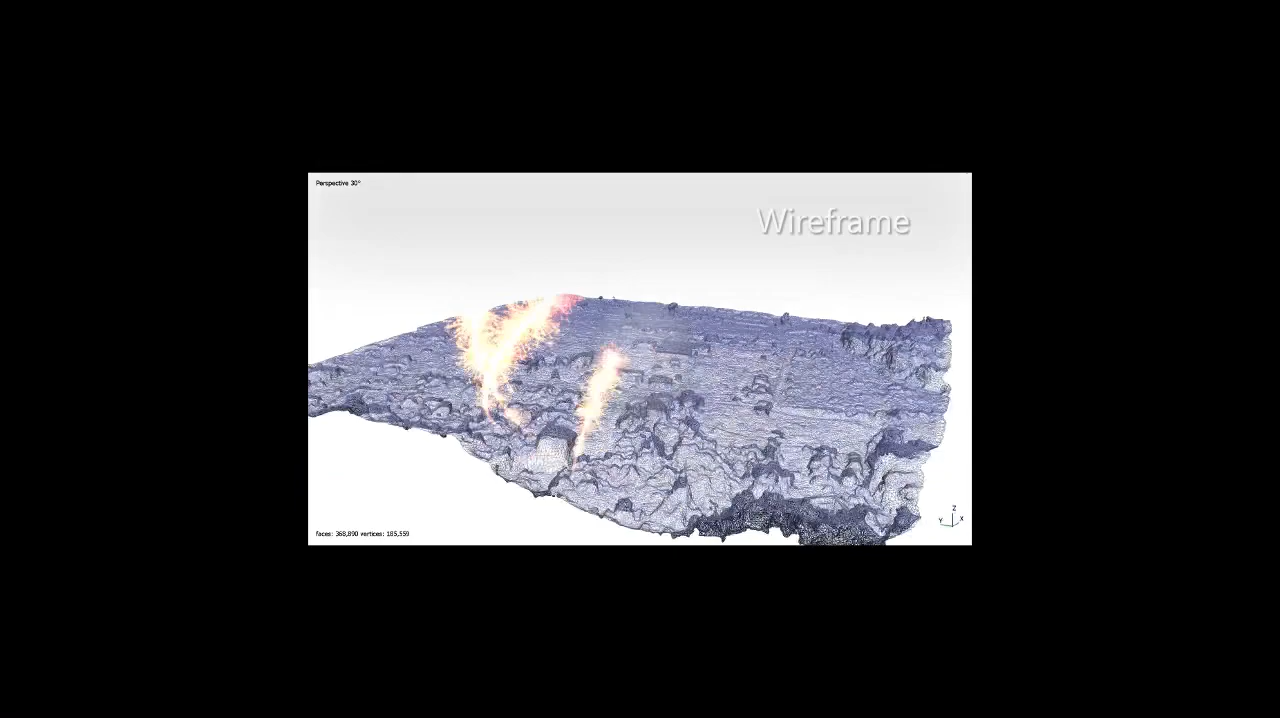 Perspective 30°
Wireframe
Z
Y X
faces: 368,890 vertices: 185,559